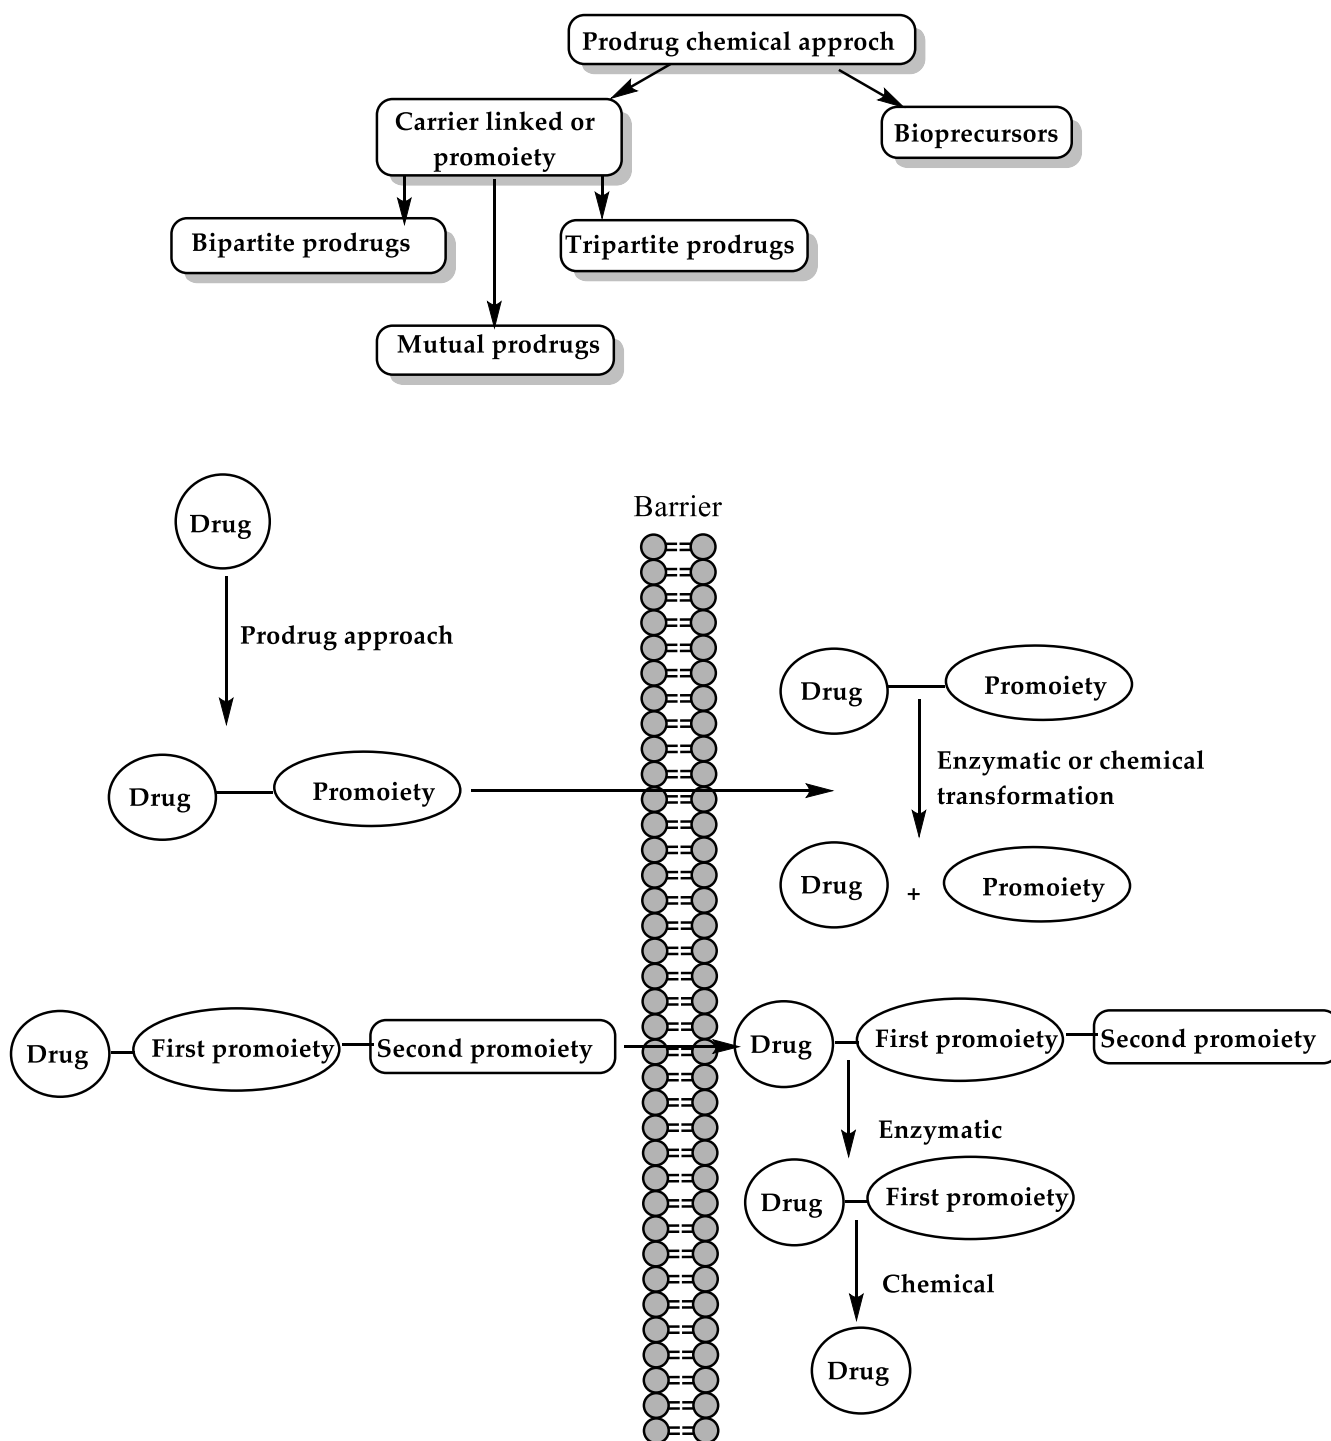 Prodrug chemical approch
Carrier linked or
promoiety
Bioprecursors
Bipartite prodrugs
Tripartite prodrugs
Mutual prodrugs
Drug
Barrier
Prodrug approach
Drug
Promoiety
Drug
Promoiety
Enzymatic or chemical
transformation
Drug
+
Promoiety
Drug
First promoiety
Second promoiety
Drug
First promoiety
Second promoiety
Enzymatic
Drug
First promoiety
Chemical
Drug